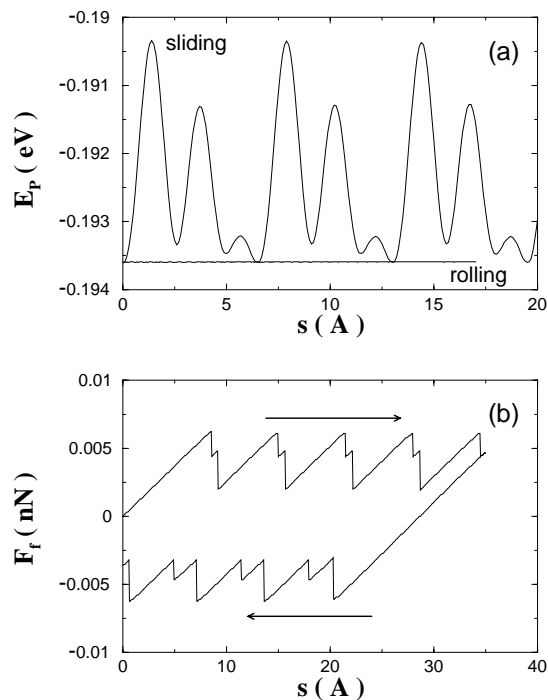 -0.19
sliding
(a)
-0.191
-0.192
-0.193
-0.194
E_P ( eV )
rolling
0
5
10
15
20
s ( A )
0.01
(b)
0.005
0
-0.005
-0.01
F_f ( nN )
0
10
20
30
40
s ( A )